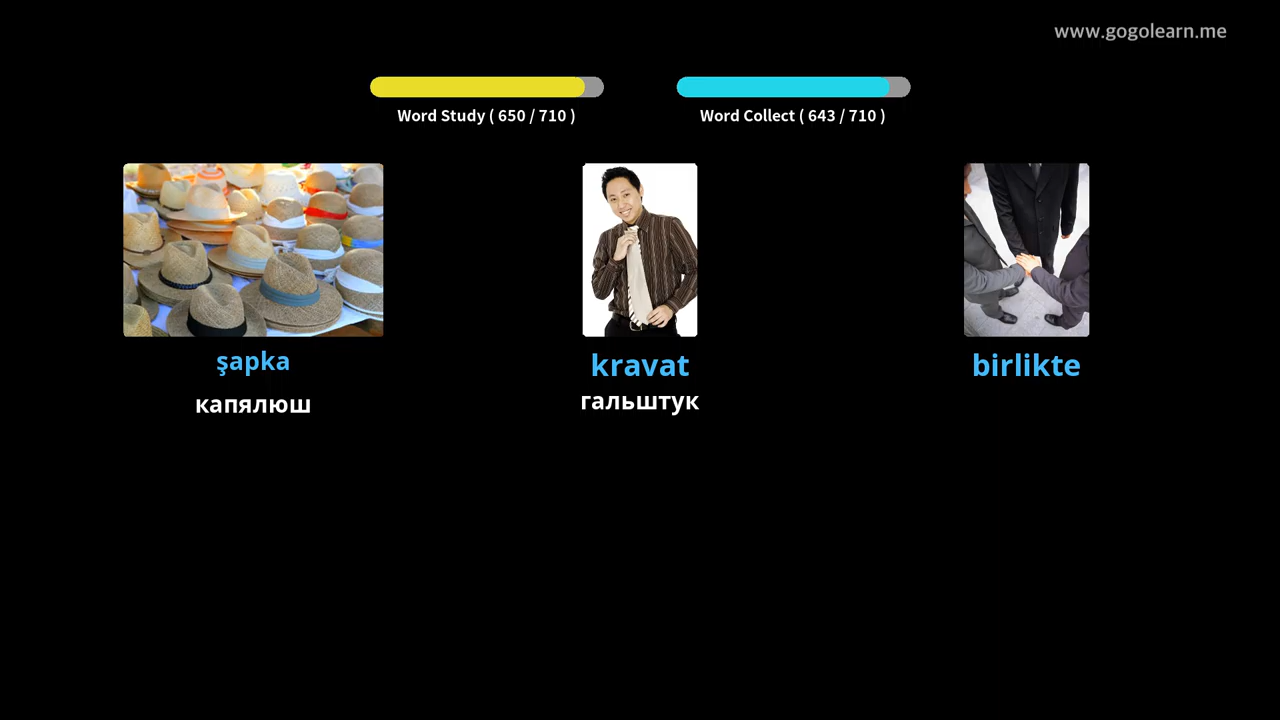 www.gogolearn.me
Word Study ( 650 / 710 )
Word Collect ( 643 / 710 )
şapka
капялюш
kravat
гальштук
birlikte